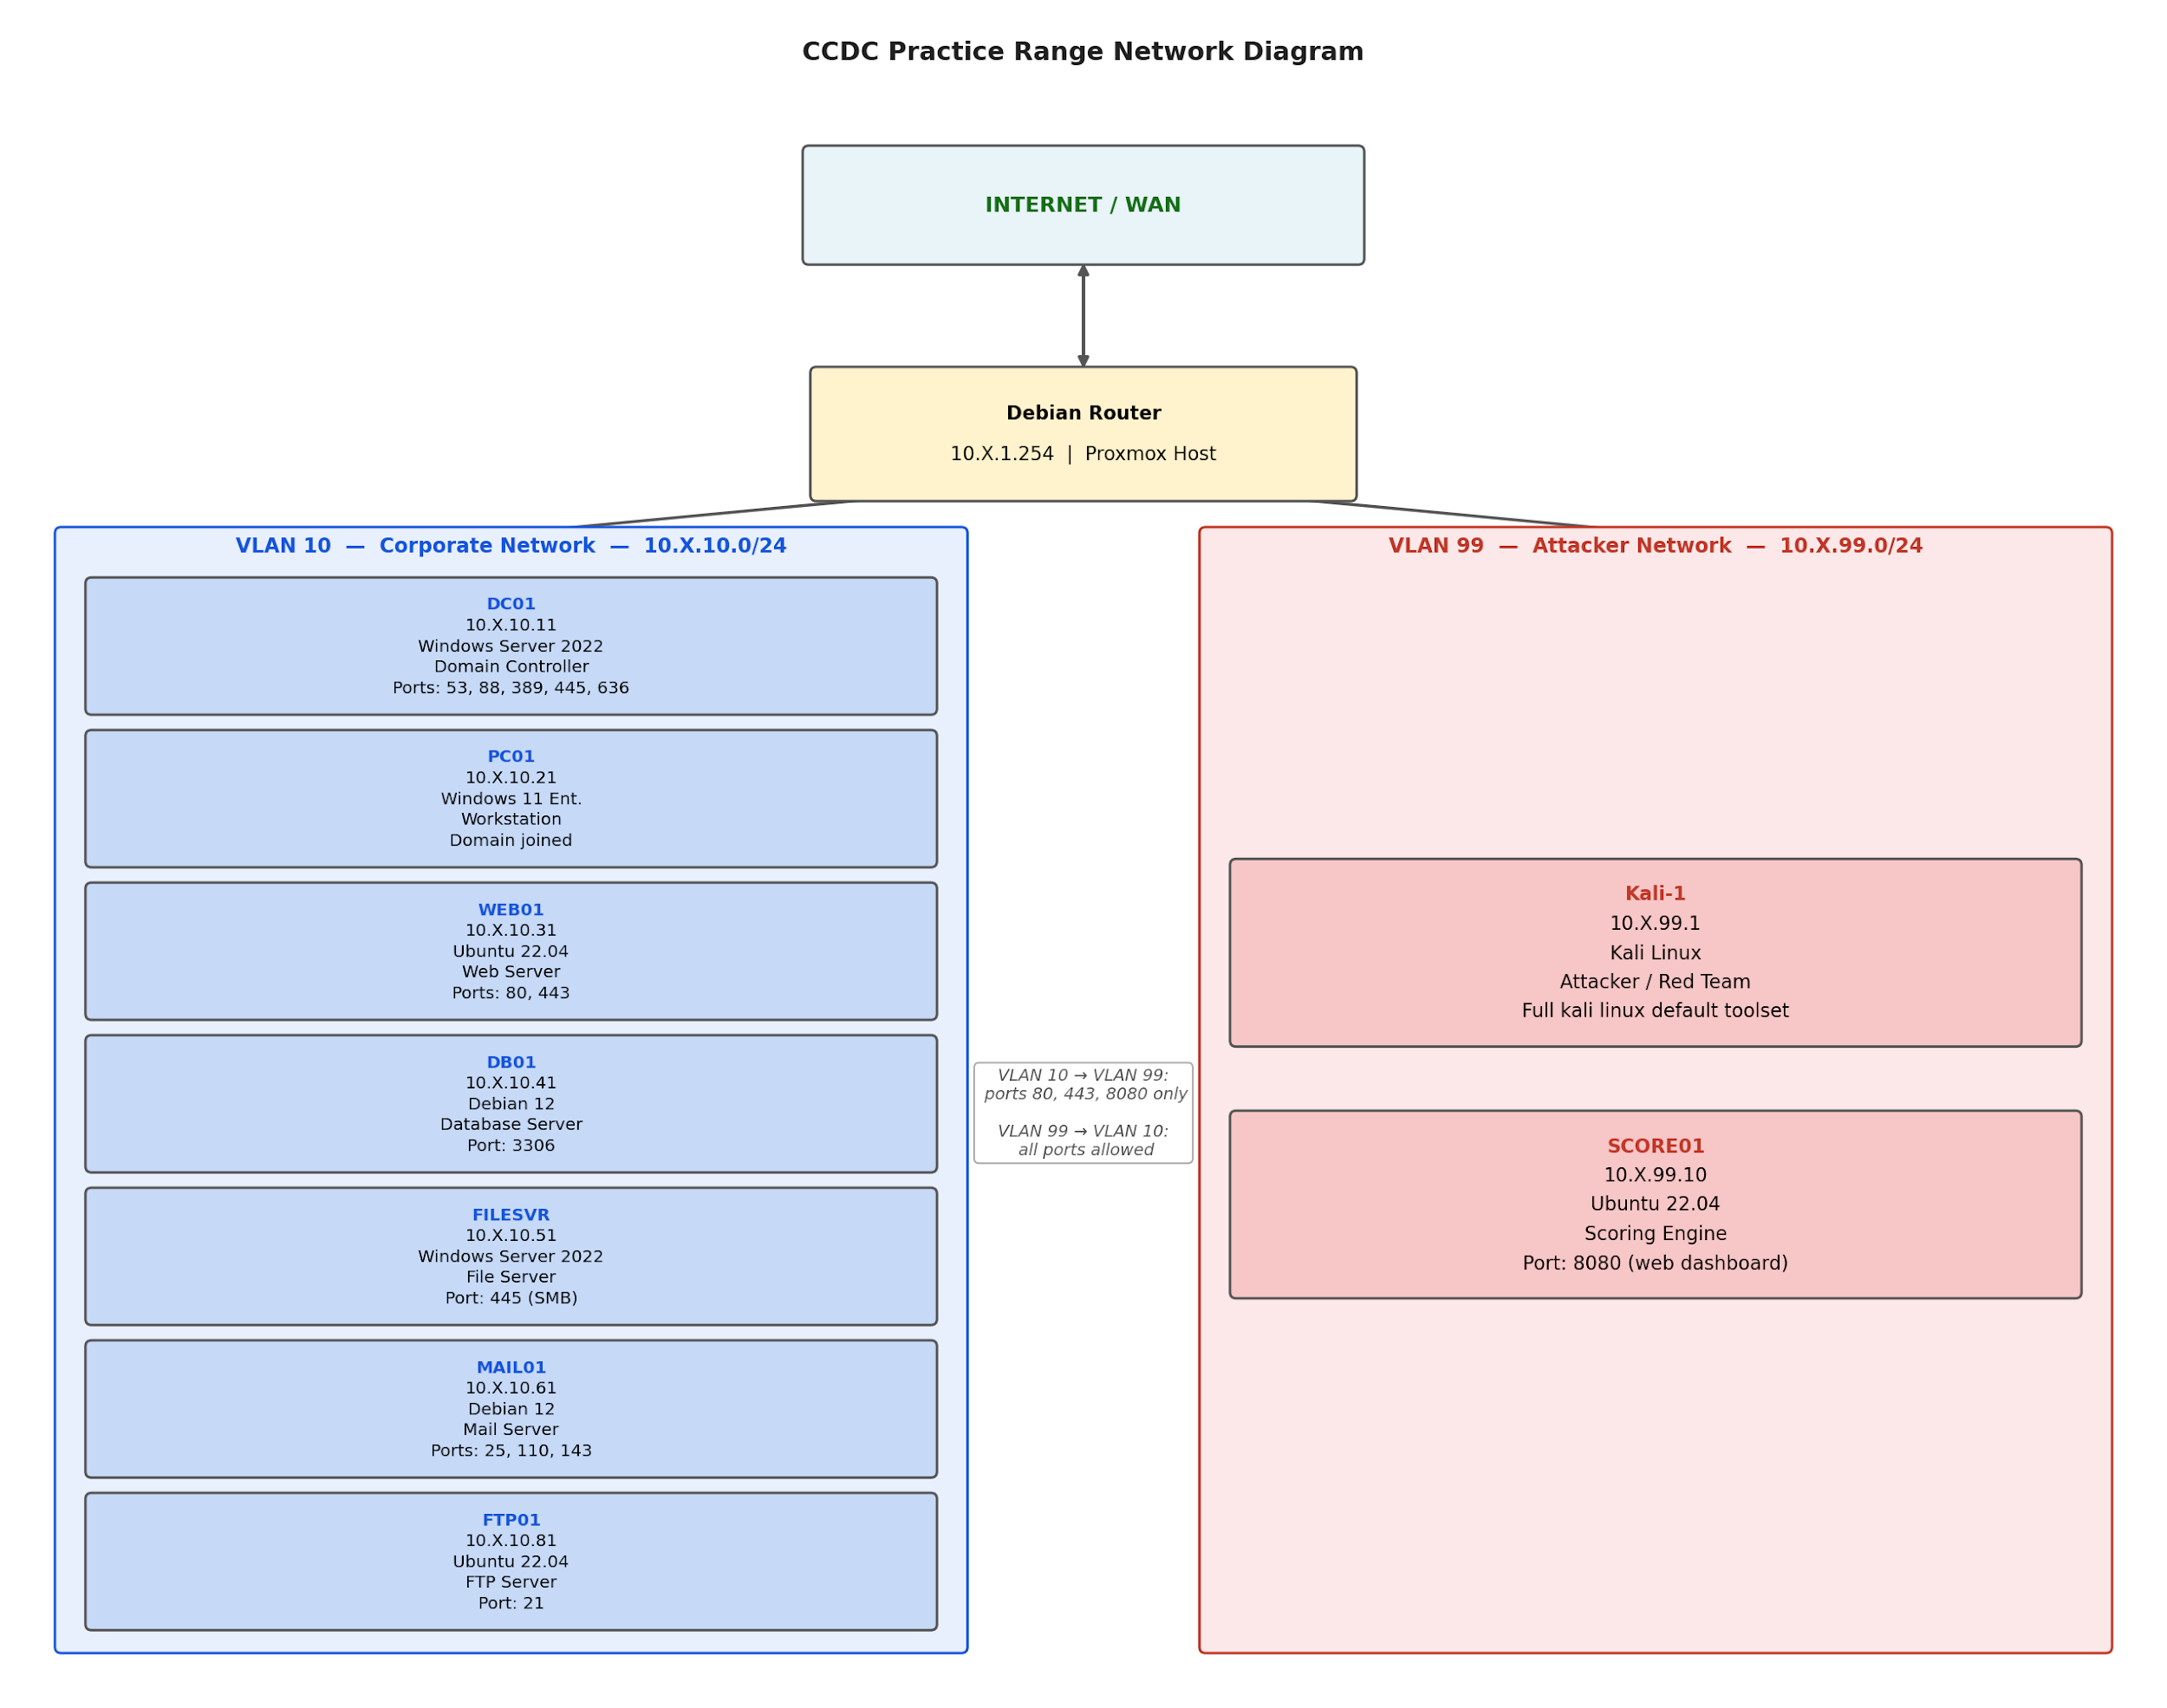 CCDC Practice Range Network Diagram
INTERNET / WAN
Debian Router
10.X.1.254 | Proxmox Host
VLAN 10 — Corporate Network — 10.X.10.0/24
DC01
10.X.10.11
Windows Server 2022
Domain Controller
Ports: 53, 88, 389, 445, 636
PC01
10.X.10.21
Windows 11 Ent.
Workstation
Domain joined
WEB01
10.X.10.31
Ubuntu 22.04
Web Server
Ports: 80, 443
DB01
10.X.10.41
Debian 12
Database Server
Port: 3306
FILESVR
10.X.10.51
Windows Server 2022
File Server
Port: 445 (SMB)
MAIL01
10.X.10.61
Debian 12
Mail Server
Ports: 25, 110, 143
FTP01
10.X.10.81
Ubuntu 22.04
FTP Server
Port: 21
VLAN 10 → VLAN 99:
ports 80, 443, 8080 only
VLAN 99 → VLAN 10:
all ports allowed
VLAN 99 — Attacker Network — 10.X.99.0/24
Kali-1
10.X.99.1
Kali Linux
Attacker / Red Team
Full kali linux default toolset
SCORE01
10.X.99.10
Ubuntu 22.04
Scoring Engine
Port: 8080 (web dashboard)